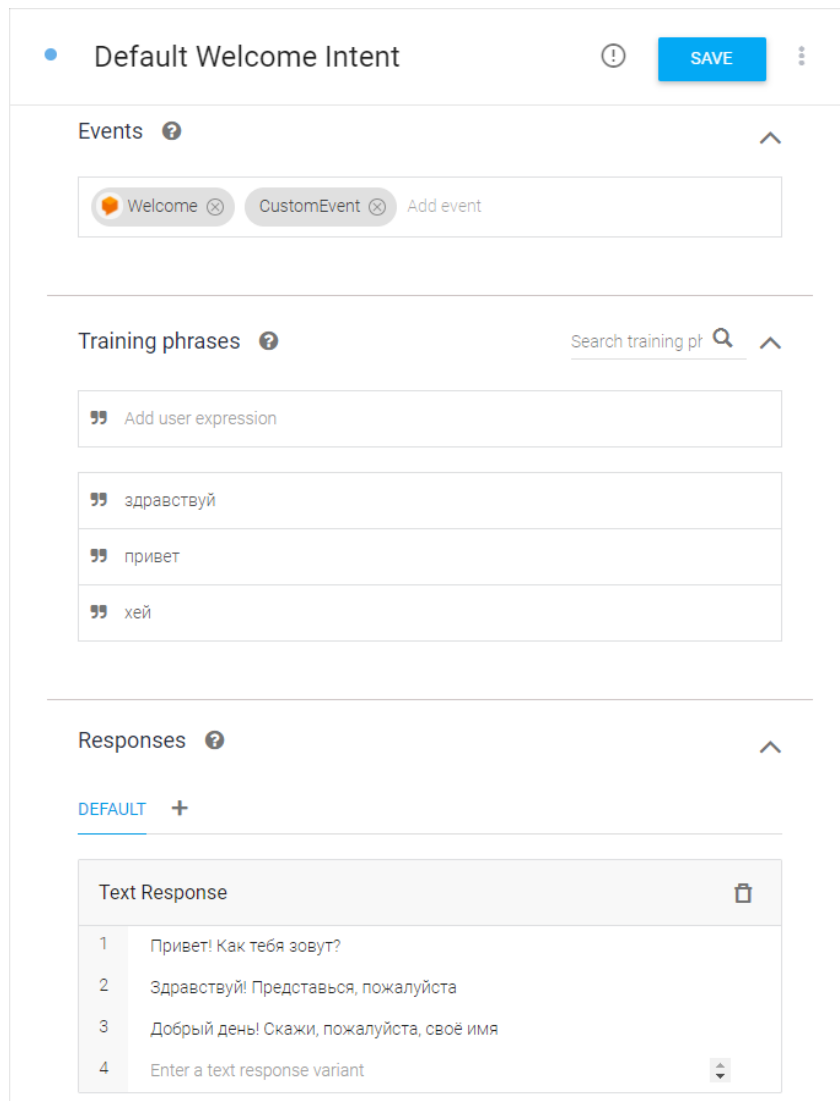 Default Welcome Intent SAVE
Events
Welcome CustomEvent Add event
Training phrases Search training ph
Add user expression
здравствуй
привет
хей
Responses
DEFAULT
Text Response
1 Привет! Как тебя зовут?
2 Здравствуй! Представься, пожалуйста
3 Добрый день! Скажи, пожалуйста, своё имя
4 Enter a text response variant